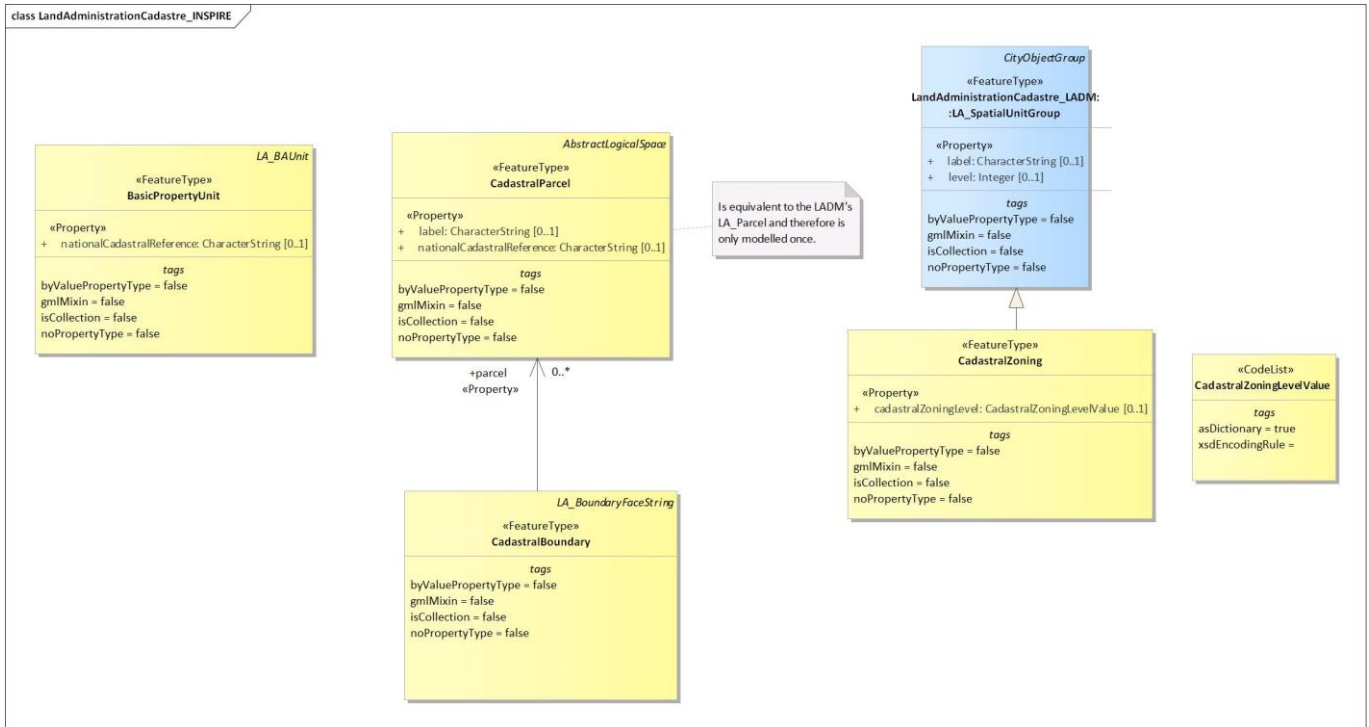 class LandAdministrationCadastre_INSPIRE
LA_BAUnit
«FeatureType»
BasicPropertyUnit
«Property»
+ nationalCadastralReference: CharacterString [0..1]
tags
byValuePropertyType = false
gmlMixin = false
isCollection = false
noPropertyType = false
AbstractLogicalSpace
«FeatureType»
CadastralParcel
«Property»
+ label: CharacterString [0..1]
+ nationalCadastralReference: CharacterString [0..1]
tags
byValuePropertyType = false
gmlMixin = false
isCollection = false
noPropertyType = false
Is equivalent to the LADM's
LA_Parcel and therefore is
only modelled once.
+parcel 0..*
«Property»
LA_BoundaryFaceString
«FeatureType»
CadastralBoundary
tags
byValuePropertyType = false
gmlMixin = false
isCollection = false
noPropertyType = false
CityObjectGroup
«FeatureType»
LandAdministrationCadastre_LADM:
:LA_SpatialUnitGroup
«Property»
+ label: CharacterString [0..1]
+ level: Integer [0..1]
tags
byValuePropertyType = false
gmlMixin = false
isCollection = false
noPropertyType = false
«FeatureType»
CadastralZoning
«Property»
+ cadastralZoningLevel: CadastralZoningLevelValue [0..1]
tags
byValuePropertyType = false
gmlMixin = false
isCollection = false
noPropertyType = false
«CodeList»
CadastralZoningLevelValue
tags
asDictionary = true
xsdEncodingRule =